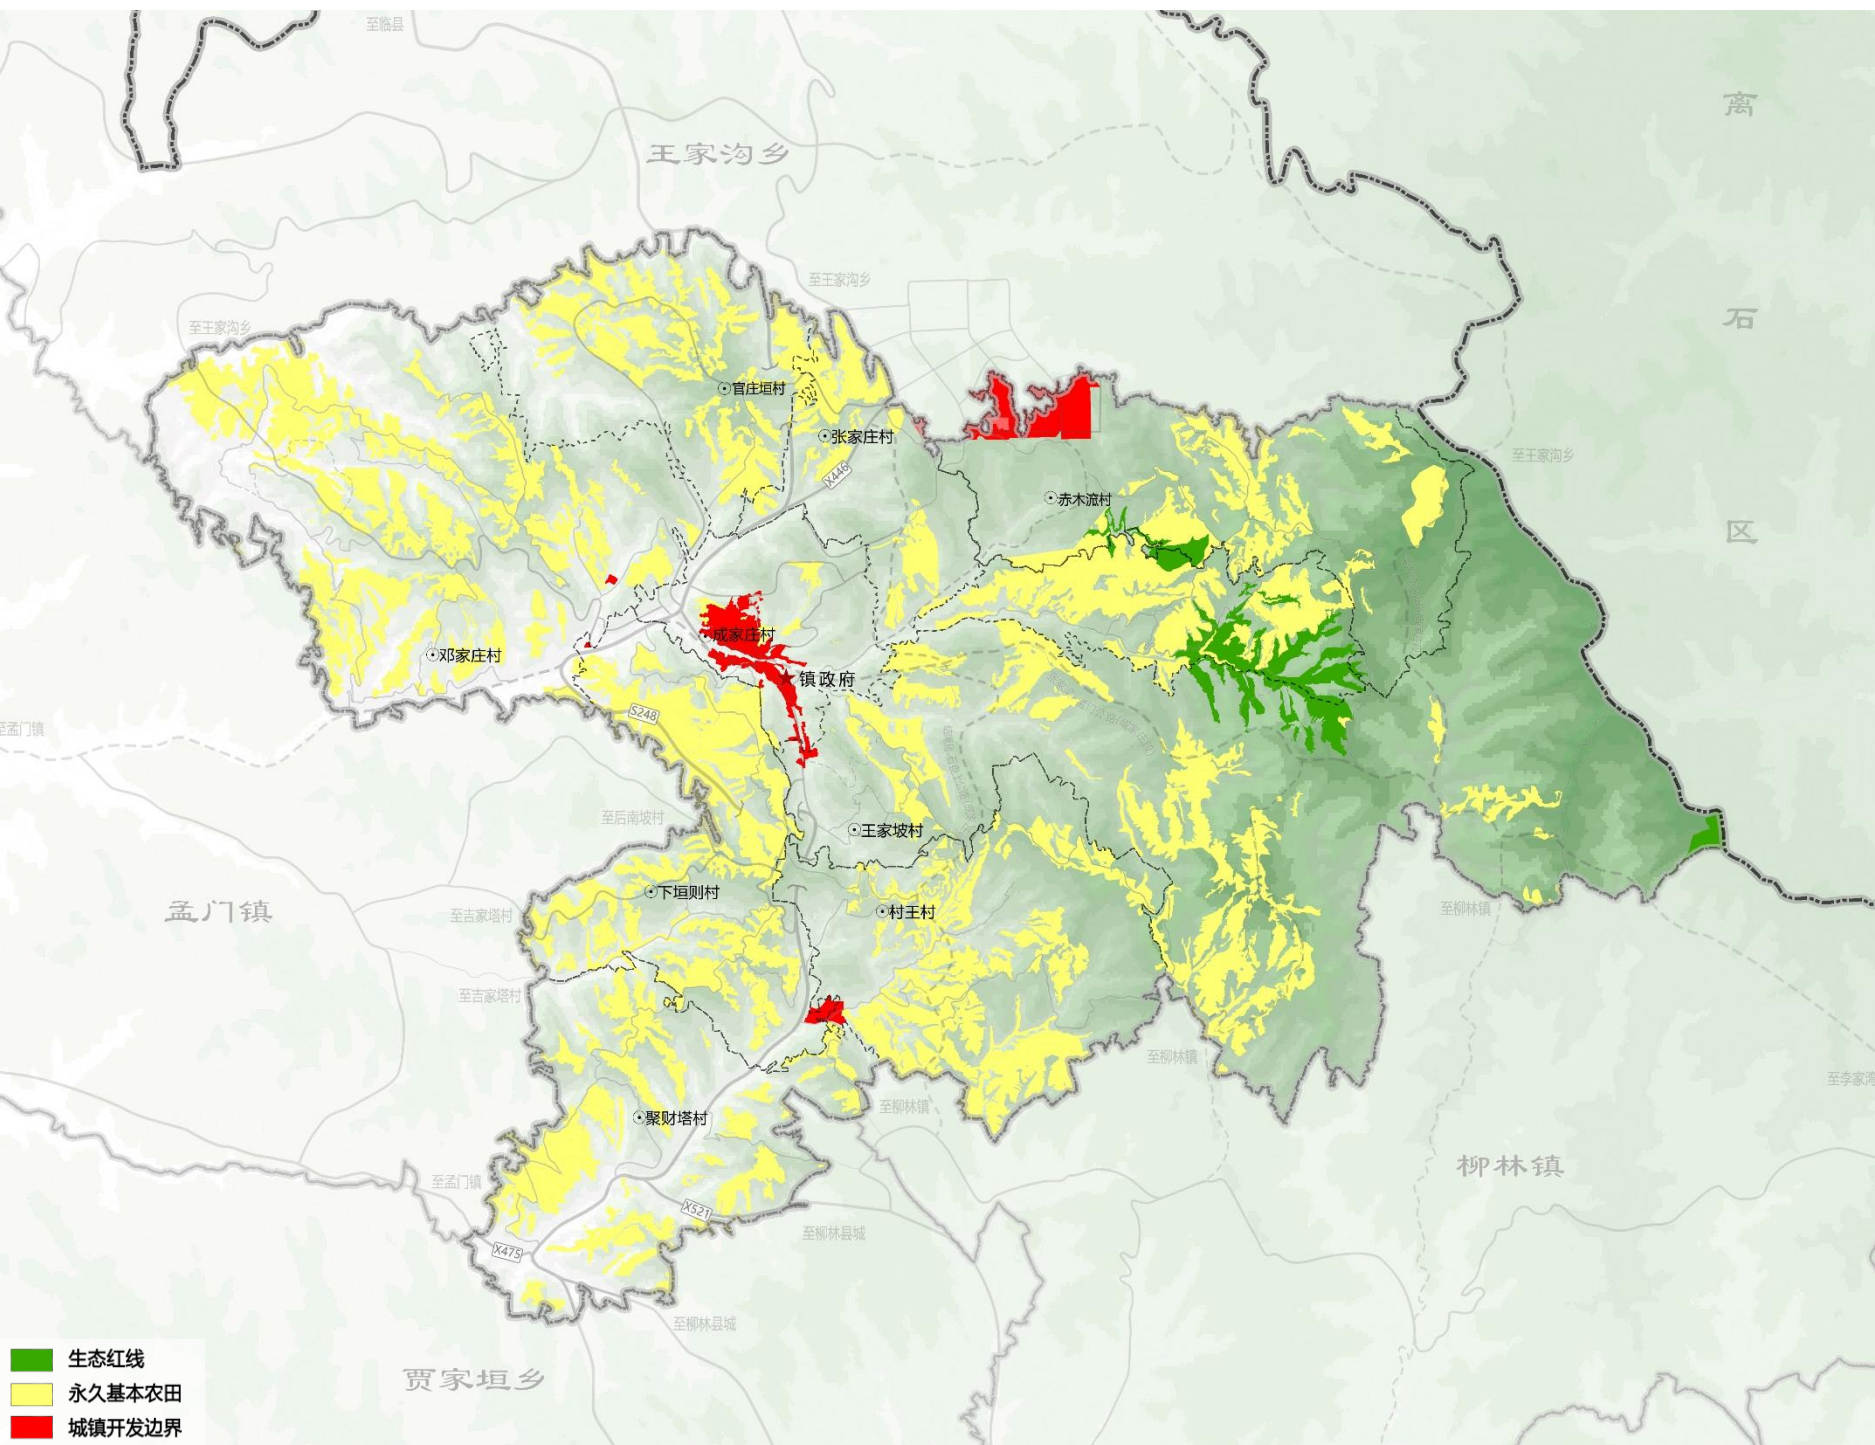 至临县
离
王家沟乡
至王家沟乡
至王家沟乡
石
官庄垣村
张家庄村
至王家沟乡
X446
赤木洸村
区
成家庄村
邓家庄村
镇政府
S248
至孟门镇
至后南坡村
王家坡村
下垣则村
孟门镇
至吉家塔村
村王村
至柳林镇
至吉家塔村
至柳林镇
至李家湾
至柳林镇
聚财塔村
柳林镇
至孟门镇
X521
至柳林县城
X475
至柳林县城
生态红线
贾家垣乡
永久基本农田
城镇开发边界